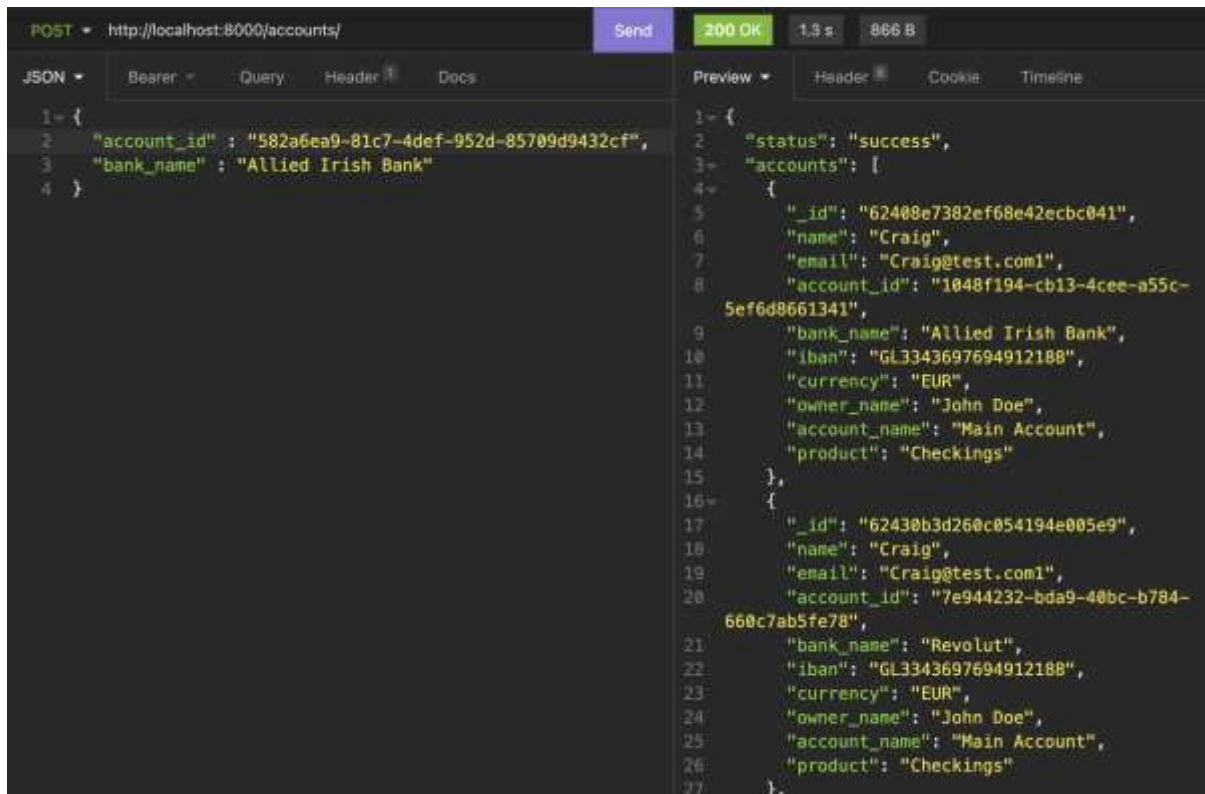 POST http://localhost:8000/accounts/ Send 200 OK 1.3 s 866 B
JSON Bearer Query Header 1 Docs Preview Header Cookie Timeline
1 {
2 "account_id" : "582a6ea9-81c7-4def-952d-85709d9432cf",
3 "bank_name" : "Allied Irish Bank"
4 }
1 {
2 "status": "success",
3 "accounts": [
4 {
5 "_id": "62408e7382ef68e42ecbc041",
6 "name": "Craig",
7 "email": "Craig@test.com1",
8 "account_id": "1048f194-cb13-4cee-a55c-
5ef6d8661341",
9 "bank_name": "Allied Irish Bank",
10 "iban": "GL3343697694912188",
11 "currency": "EUR",
12 "owner_name": "John Doe",
13 "account_name": "Main Account",
14 "product": "Checkings"
15 },
16 {
17 "_id": "62430b3d260c054194e005e9",
18 "name": "Craig",
19 "email": "Craig@test.com1",
20 "account_id": "7e944232-bda9-40bc-b784-
660c7ab5fe78",
21 "bank_name": "Revolut",
22 "iban": "GL3343697694912188",
23 "currency": "EUR",
24 "owner_name": "John Doe",
25 "account_name": "Main Account",
26 "product": "Checkings"
27 },